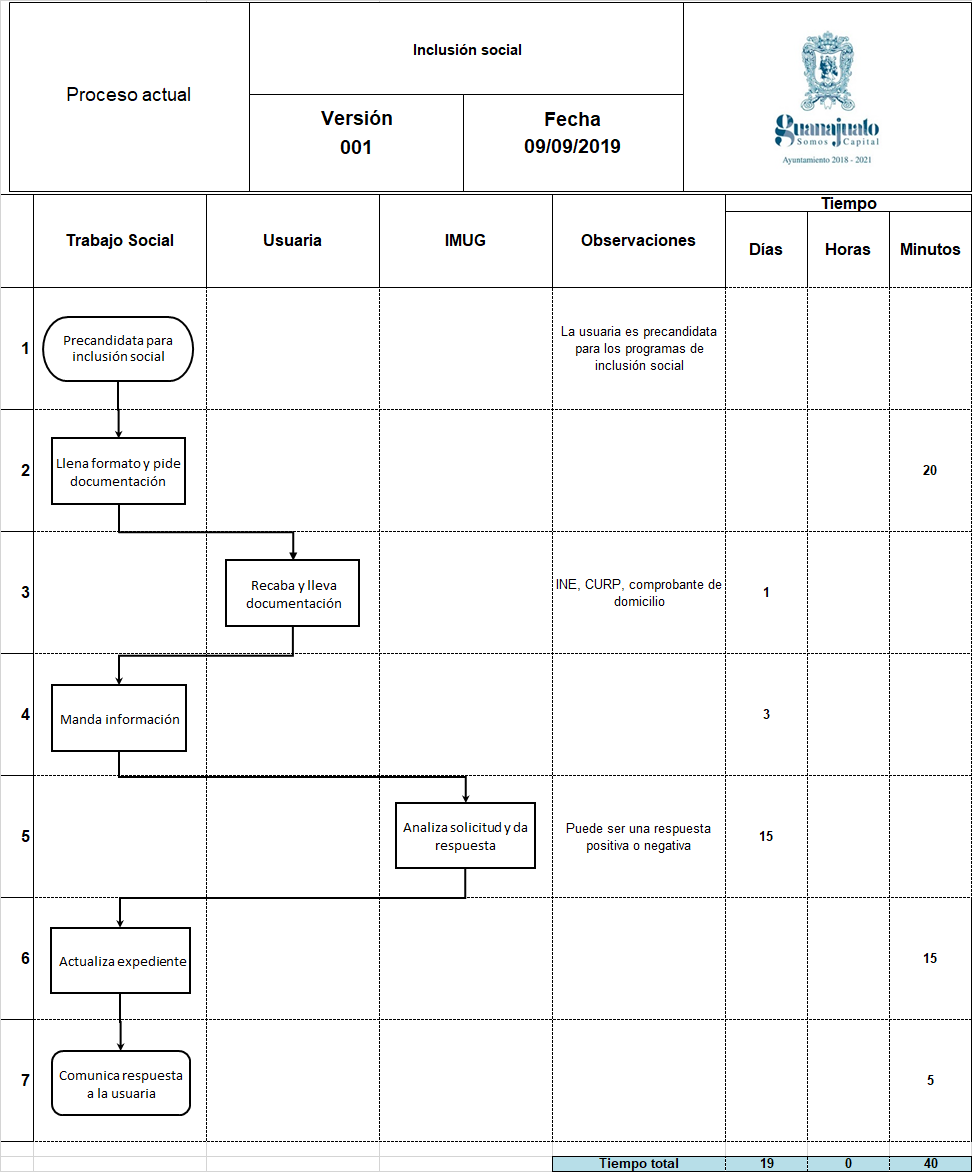 Proceso actual
Inclusión social
Versión
001
Fecha
09/09/2019
guanajuato
Somos Capital
Ayuntamiento 2018 - 2021
Trabajo Social
Usuaria
IMUG
Observaciones
Tiempo
Días
Horas
Minutos
1
Precandidata para
inclusión social
La usuaria es precandidata
para los programas de
inclusión social
2
Llena formato y pide
documentación
20
3
Recaba y lleva
documentación
INE, CURP, comprobante de
domicilio
1
4
Manda información
3
5
Analiza solicitud y da
respuesta
Puede ser una respuesta
positiva o negativa
15
6
Actualiza expediente
15
7
Comunica respuesta
a la usuaria
5
Tiempo total 19 0 40